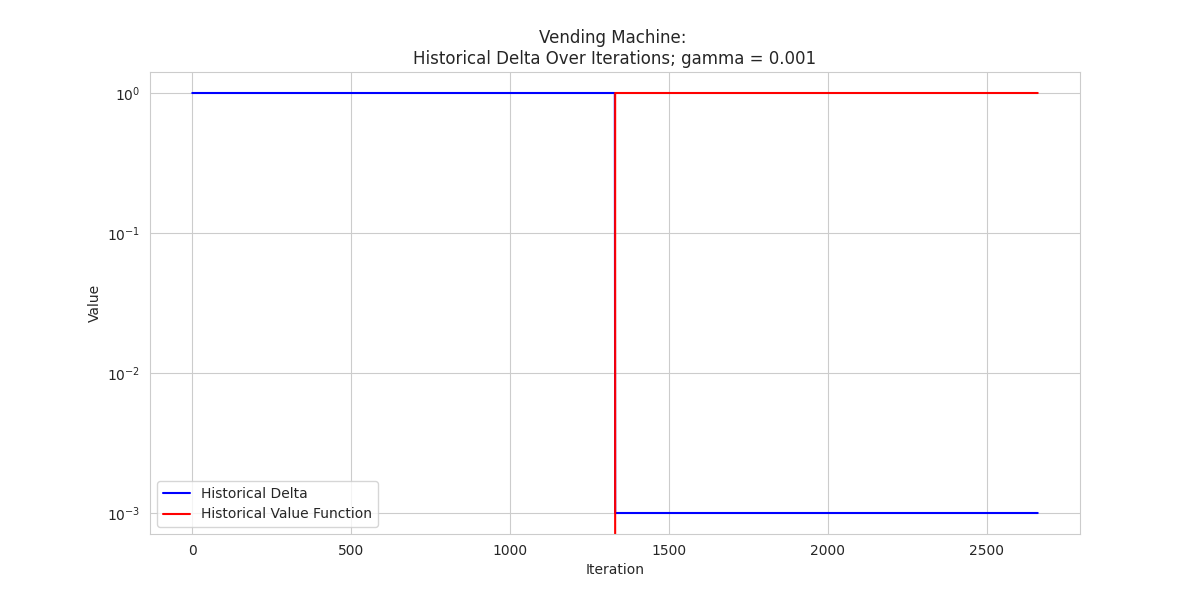 Vending Machine:
Historical Delta Over Iterations; gamma = 0.001
10⁰
10⁻¹
10⁻²
10⁻³
Value
Historical Delta
Historical Value Function
0 500 1000 1500 2000 2500
Iteration